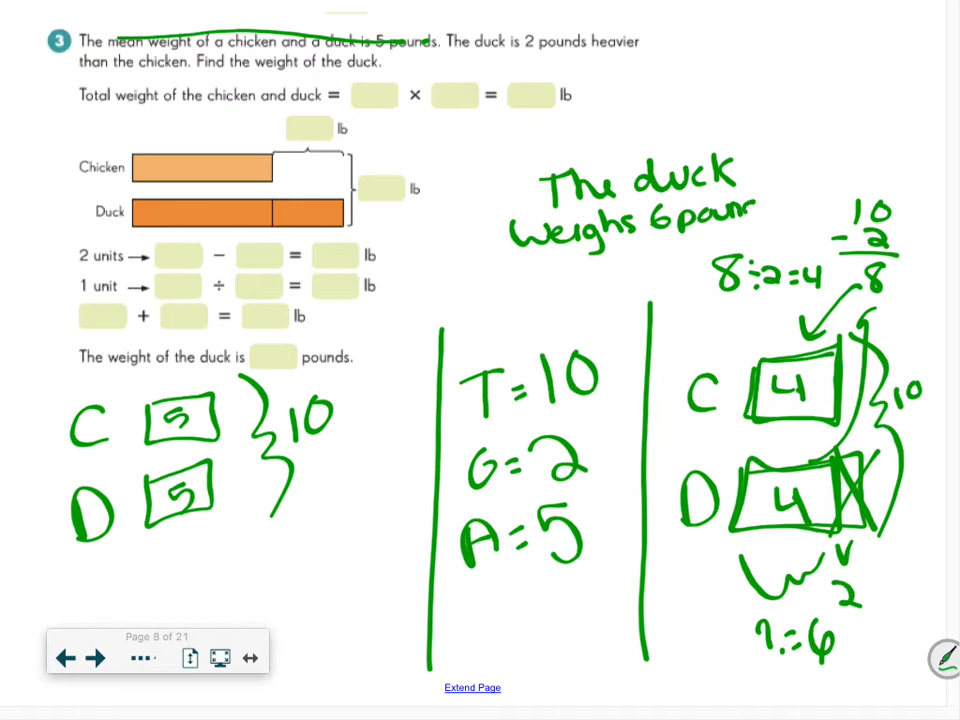 3 The mean weight of a chicken and a duck is 5 pounds. The duck is 2 pounds heavier
than the chicken. Find the weight of the duck.
Total weight of the chicken and duck = × = lb
lb
Chicken
lb
Duck
2 units → - = lb
1 unit → ÷ = lb
+ = lb
The weight of the duck is pounds.
The duck
weighs 6 poun
10
- 2
8
8 ÷ 2 = 4
C 5
D 5
10
T = 10
G = 2
A = 5
C 4
D 4
10
2
?. = 6
Page 8 of 21
Extend Page